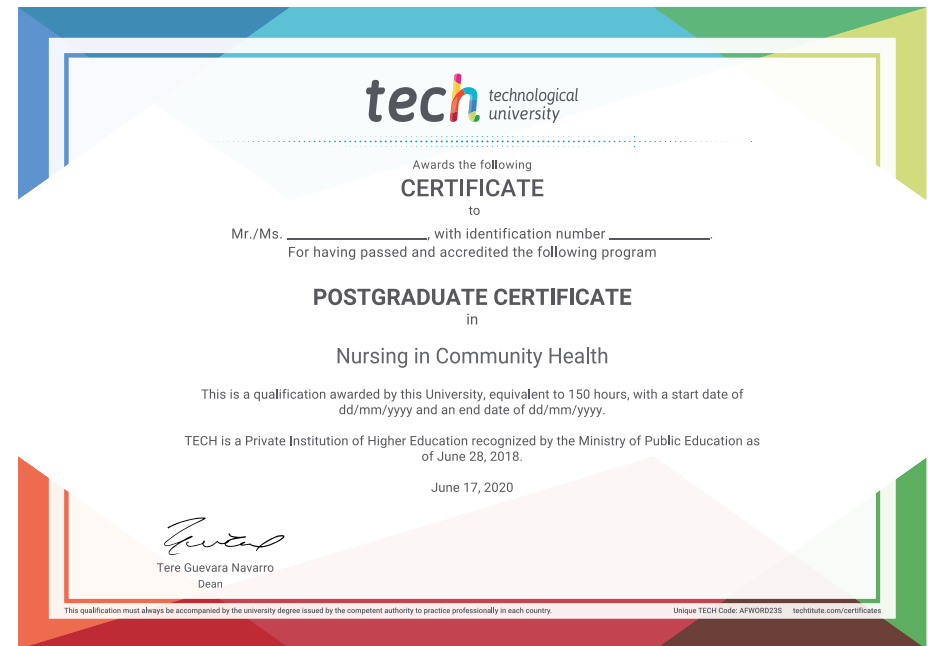 tech technological
university
Awards the following
CERTIFICATE
to
Mr./Ms. ____________________, with identification number ______________.
For having passed and accredited the following program
POSTGRADUATE CERTIFICATE
in
Nursing in Community Health
This is a qualification awarded by this University, equivalent to 150 hours, with a start date of
dd/mm/yyyy and an end date of dd/mm/yyyy.
TECH is a Private Institution of Higher Education recognized by the Ministry of Public Education as
of June 28, 2018.
June 17, 2020
Tere Guevara Navarro
Dean
This qualification must always be accompanied by the university degree issued by the competent authority to practice professionally in each country. Unique TECH Code: AFWORD23S techtitute.com/certificates